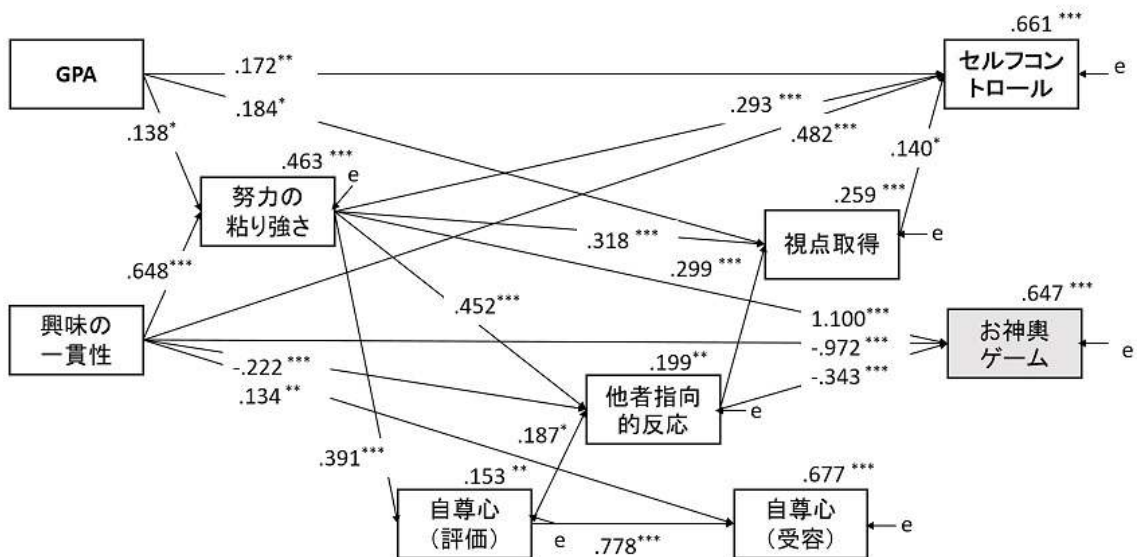 .661 ***
GPA
.172**
セルフコン
トロール
e
.184*
.293 ***
.482***
.138*
.140*
.463 ***
e
努力の
粘り強さ
.259 ***
視点取得
e
.318 ***
.299 ***
.648***
.452***
.647 ***
興味の
一貫性
1.100***
-.972 ***
-.343 ***
お神輿
ゲーム
e
-.222 ***
.134 **
.199**
他者指向
的反応
e
.187*
.391***
.153 **
.677 ***
自尊心
（評価）
e
.778***
自尊心
（受容）
e